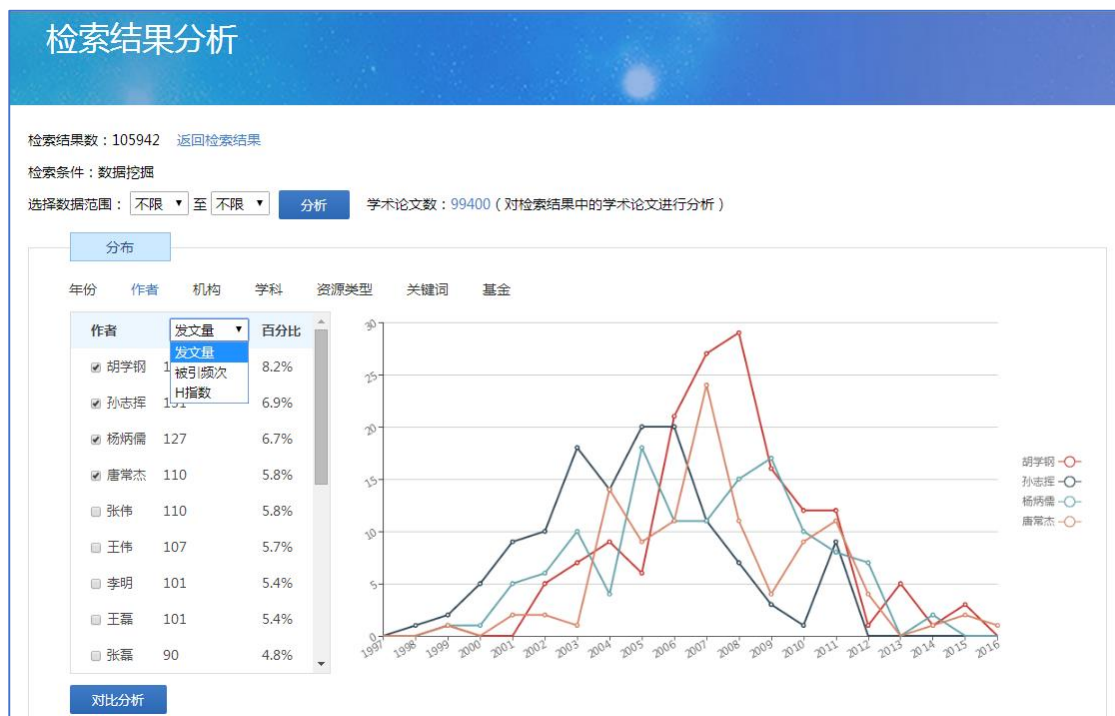 检索结果分析
检索结果数：105942 返回检索结果
检索条件：数据挖掘
选择数据范围： 不限 至 不限 分析 学术论文数：99400（对检索结果中的学术论文进行分析）
分布
年份 作者 机构 学科 资源类型 关键词 基金
作者 发文量 百分比
发文量
被引频次
H指数
胡学钢 8.2%
孙志挥 6.9%
杨炳儒 127 6.7%
唐常杰 110 5.8%
张伟 110 5.8%
王伟 107 5.7%
李明 101 5.4%
王磊 101 5.4%
张磊 90 4.8%
对比分析
30
25
20
15
10
5
0
1997 1998 1999 2000 2001 2002 2003 2004 2005 2006 2007 2008 2009 2010 2011 2012 2013 2014 2015 2016
胡学钢
孙志挥
杨炳儒
唐常杰